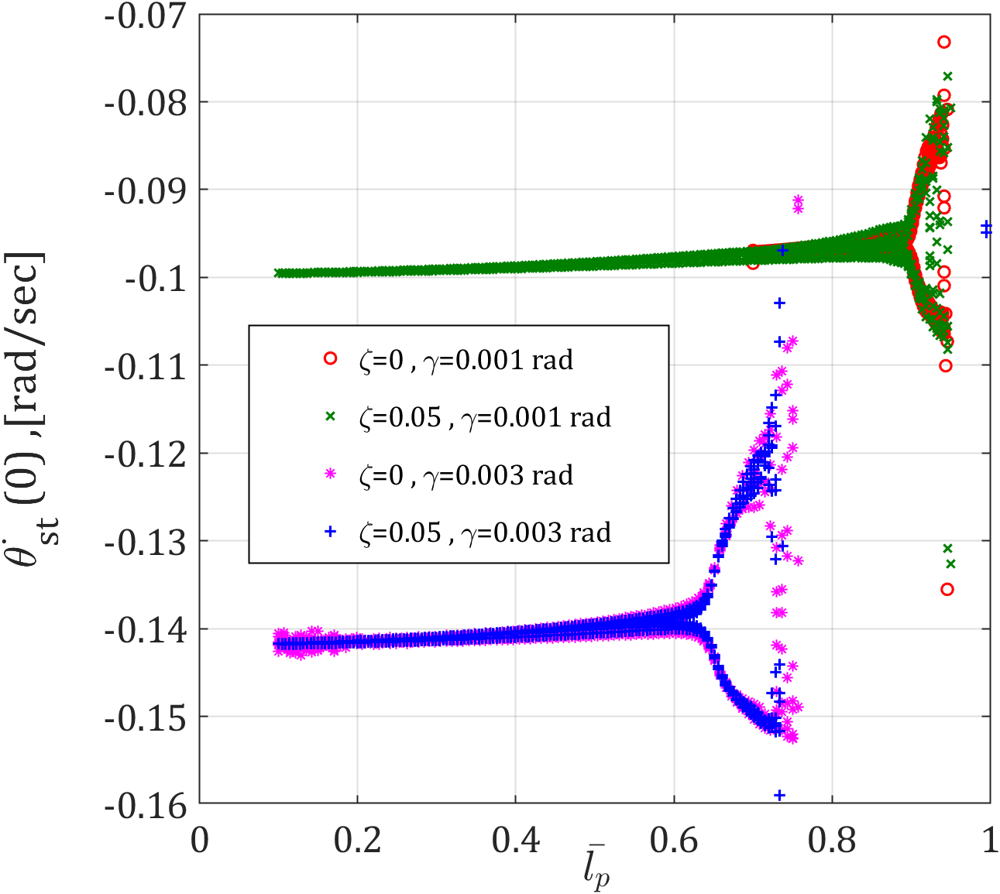 -0.07
-0.08
-0.09
-0.1
-0.11
-0.12
-0.13
-0.14
-0.15
-0.16
θ̇st (0) ,[rad/sec]
ζ=0 , γ=0.001 rad
ζ=0.05 , γ=0.001 rad
ζ=0 , γ=0.003 rad
ζ=0.05 , γ=0.003 rad
0 0.2 0.4 0.6 0.8 1
l̄p